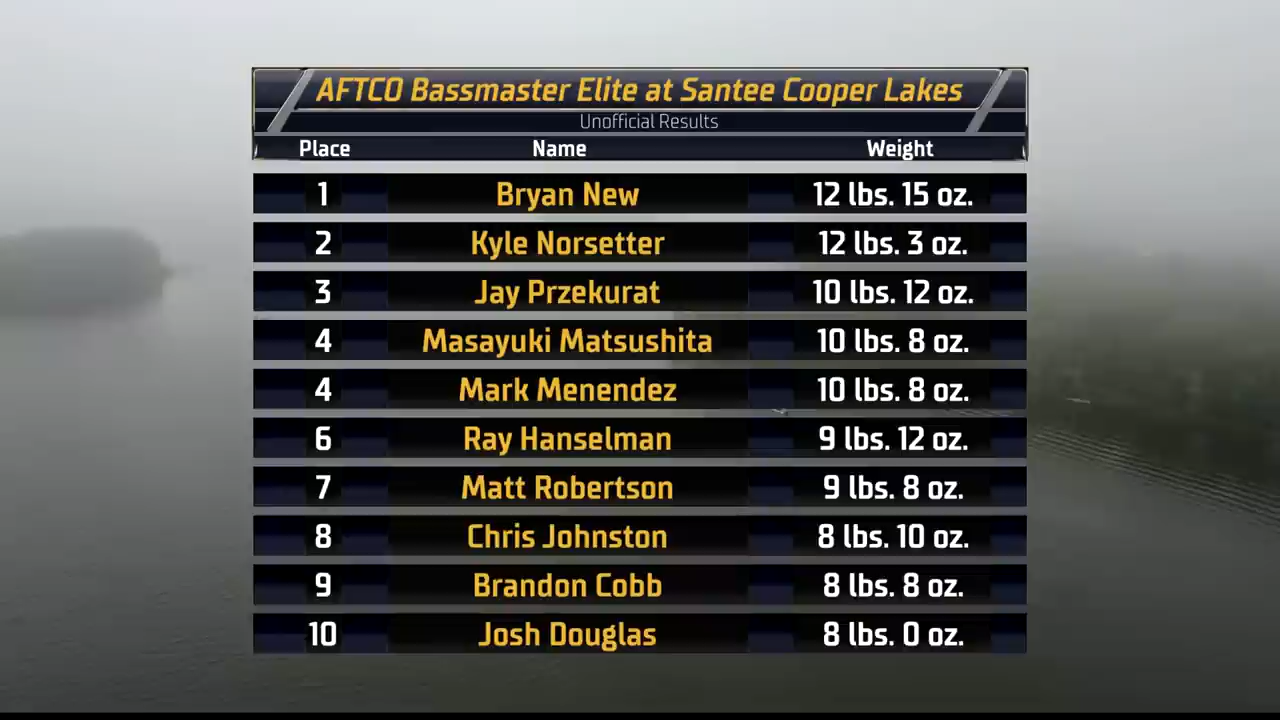 AFTCO Bassmaster Elite at Santee Cooper Lakes
Unofficial Results
Place Name Weight
1 Bryan New 12 lbs. 15 oz.
2 Kyle Norsetter 12 lbs. 3 oz.
3 Jay Przekurat 10 lbs. 12 oz.
4 Masayuki Matsushita 10 lbs. 8 oz.
4 Mark Menendez 10 lbs. 8 oz.
6 Ray Hanselman 9 lbs. 12 oz.
7 Matt Robertson 9 lbs. 8 oz.
8 Chris Johnston 8 lbs. 10 oz.
9 Brandon Cobb 8 lbs. 8 oz.
10 Josh Douglas 8 lbs. 0 oz.